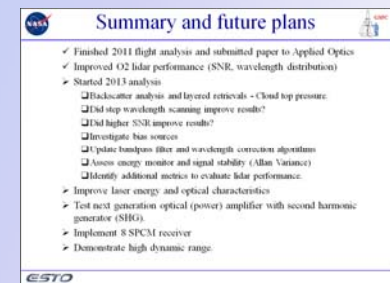 NASA
Summary and future plans
✓ Finished 2011 flight analysis and submitted paper to Applied Optics
✓ Improved O2 lidar performance (SNR, wavelength distribution)
➢ Started 2013 analysis
❑Backscatter analysis and layered retrievals - Cloud top pressure.
❑Did step wavelength scanning improve results?
❑Did higher SNR improve results?
❑Investigate bias sources
❑Update bandpass filter and wavelength correction algorithms
❑Assess energy monitor and signal stability (Allan Variance)
❑Identify additional metrics to evaluate lidar performance.
➢ Improve laser energy and optical characteristics
➢ Test next generation optical (power) amplifier with second harmonic
generator (SHG).
➢ Implement 8 SPCM receiver
➢ Demonstrate high dynamic range.
ESTO